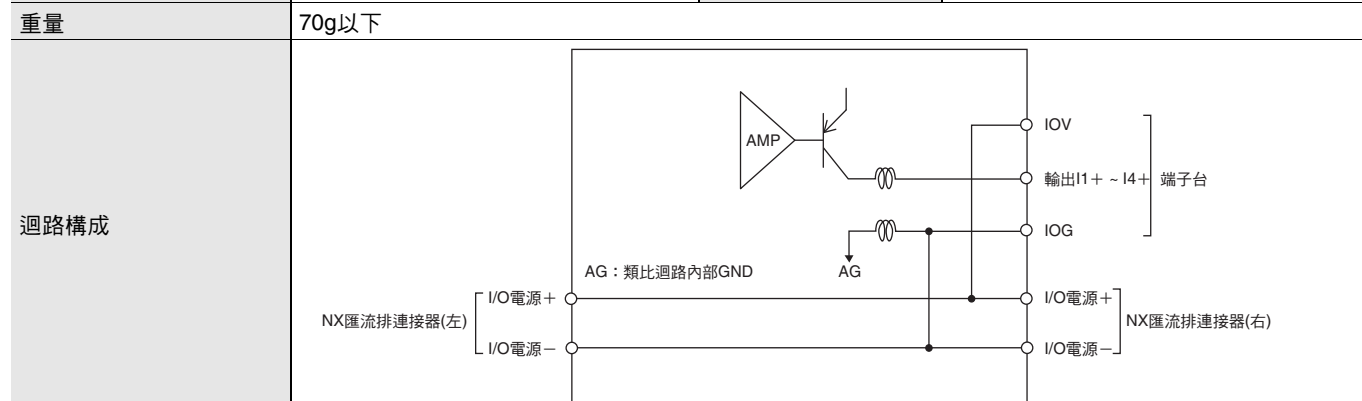 重量
70g以下
迴路構成
AMP
IOV
輸出I1＋ ~ I4＋
端子台
IOG
AG：類比迴路內部GND
AG
NX匯流排連接器(左)
I/O電源＋
I/O電源－
I/O電源＋
I/O電源－
NX匯流排連接器(右)